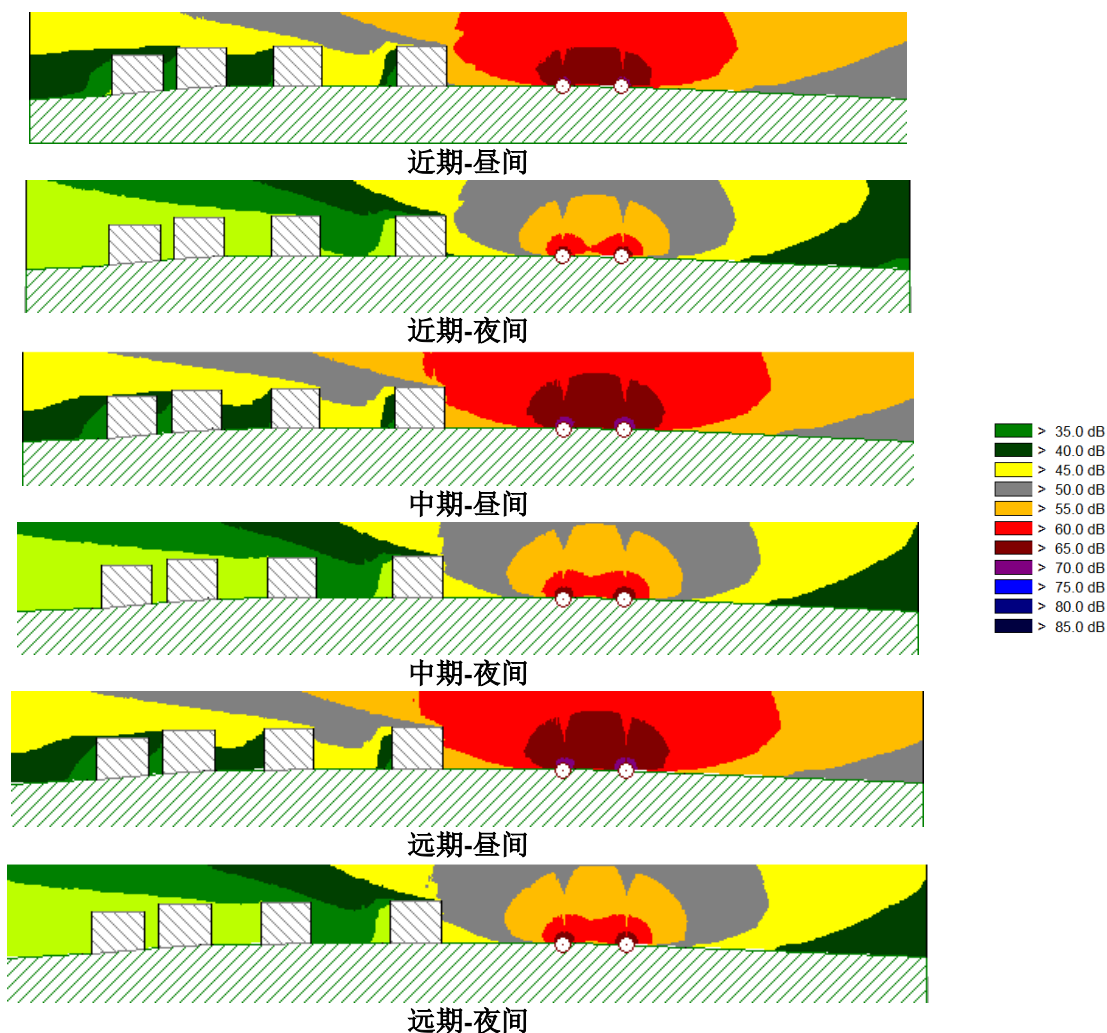 近期-昼间
近期-夜间
中期-昼间
中期-夜间
远期-昼间
远期-夜间
> 35.0 dB
> 40.0 dB
> 45.0 dB
> 50.0 dB
> 55.0 dB
> 60.0 dB
> 65.0 dB
> 70.0 dB
> 75.0 dB
> 80.0 dB
> 85.0 dB